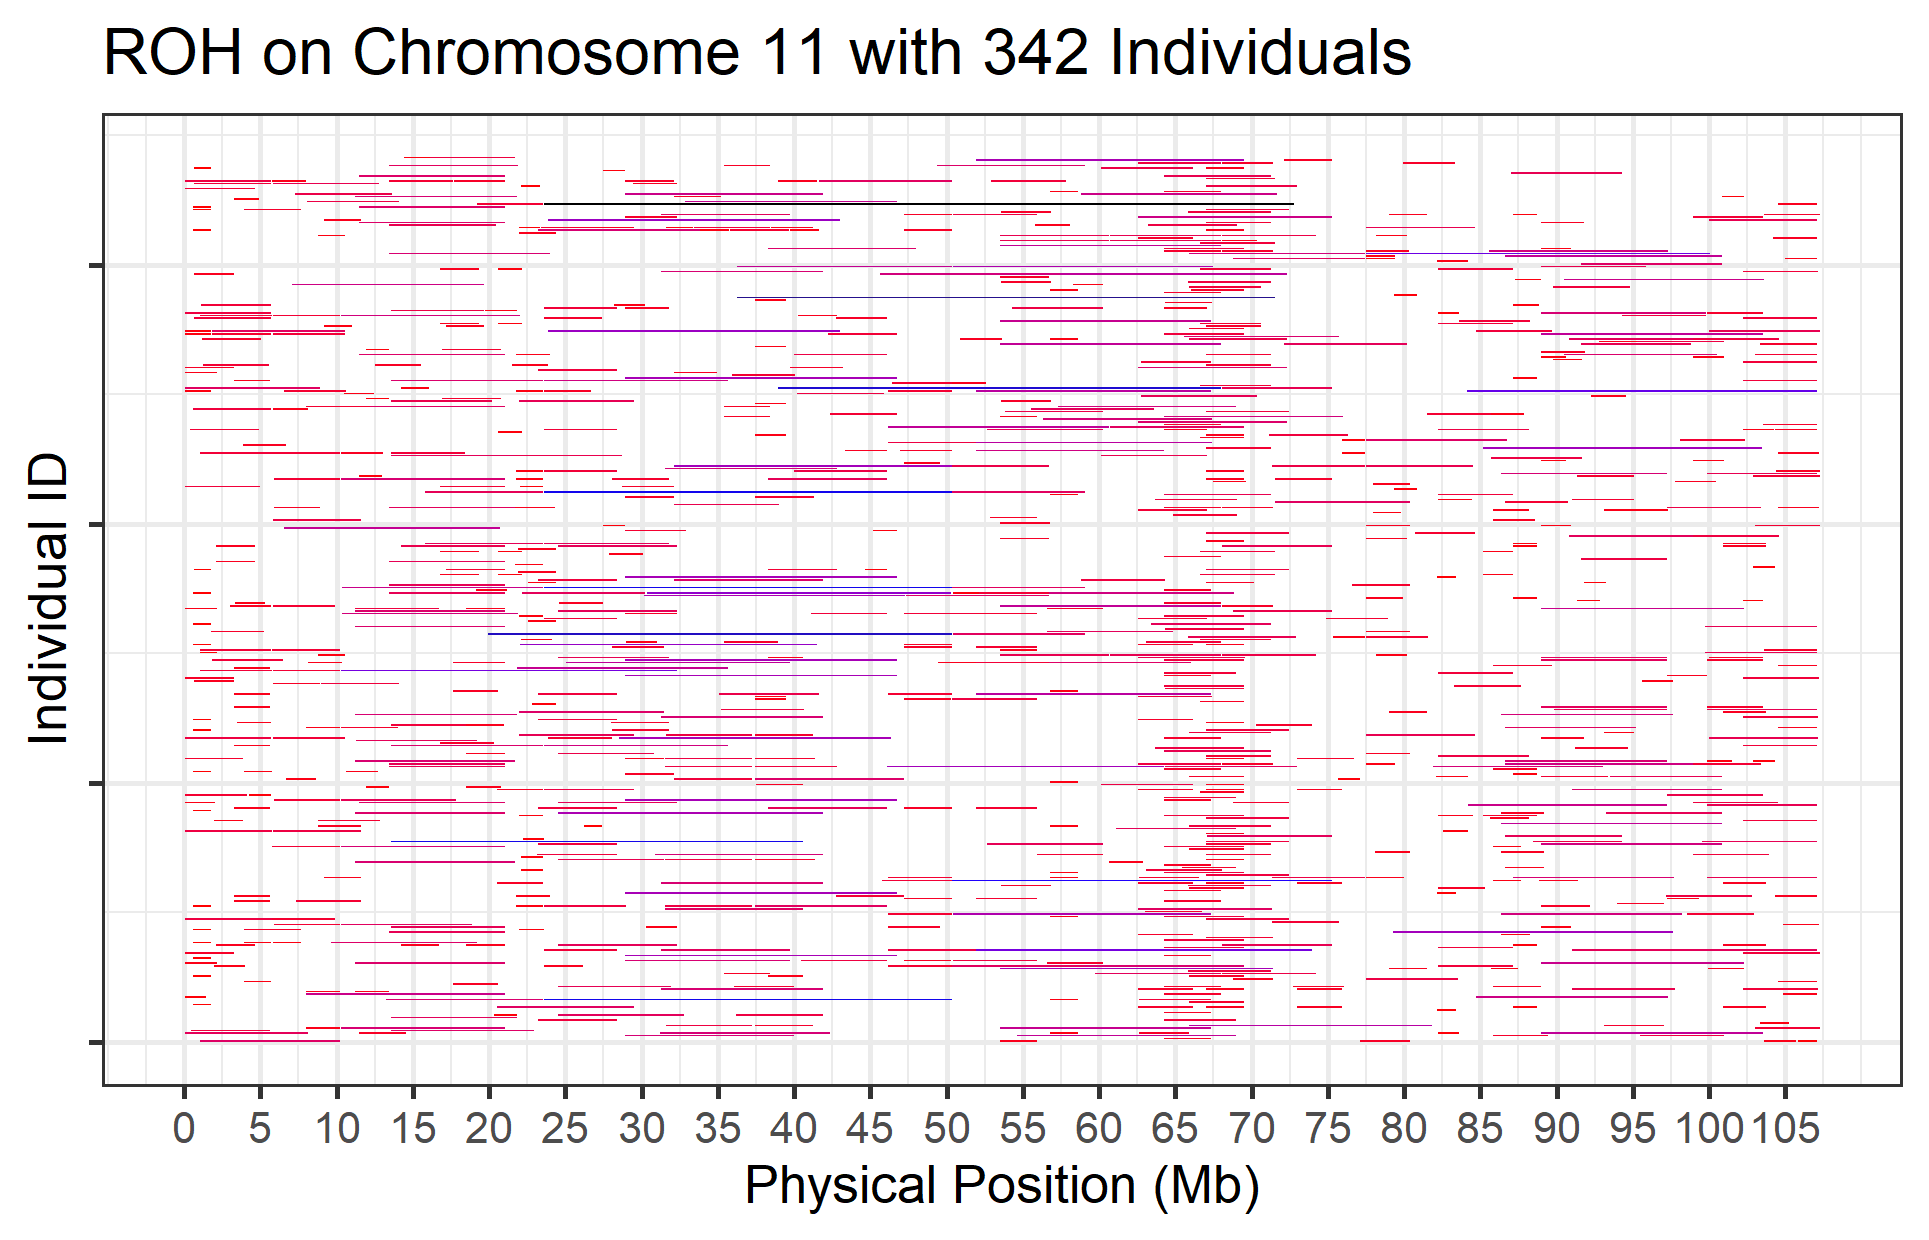 ROH on Chromosome 11 with 342 Individuals
Individual ID
0 5 10 15 20 25 30 35 40 45 50 55 60 65 70 75 80 85 90 95 100 105
Physical Position (Mb)